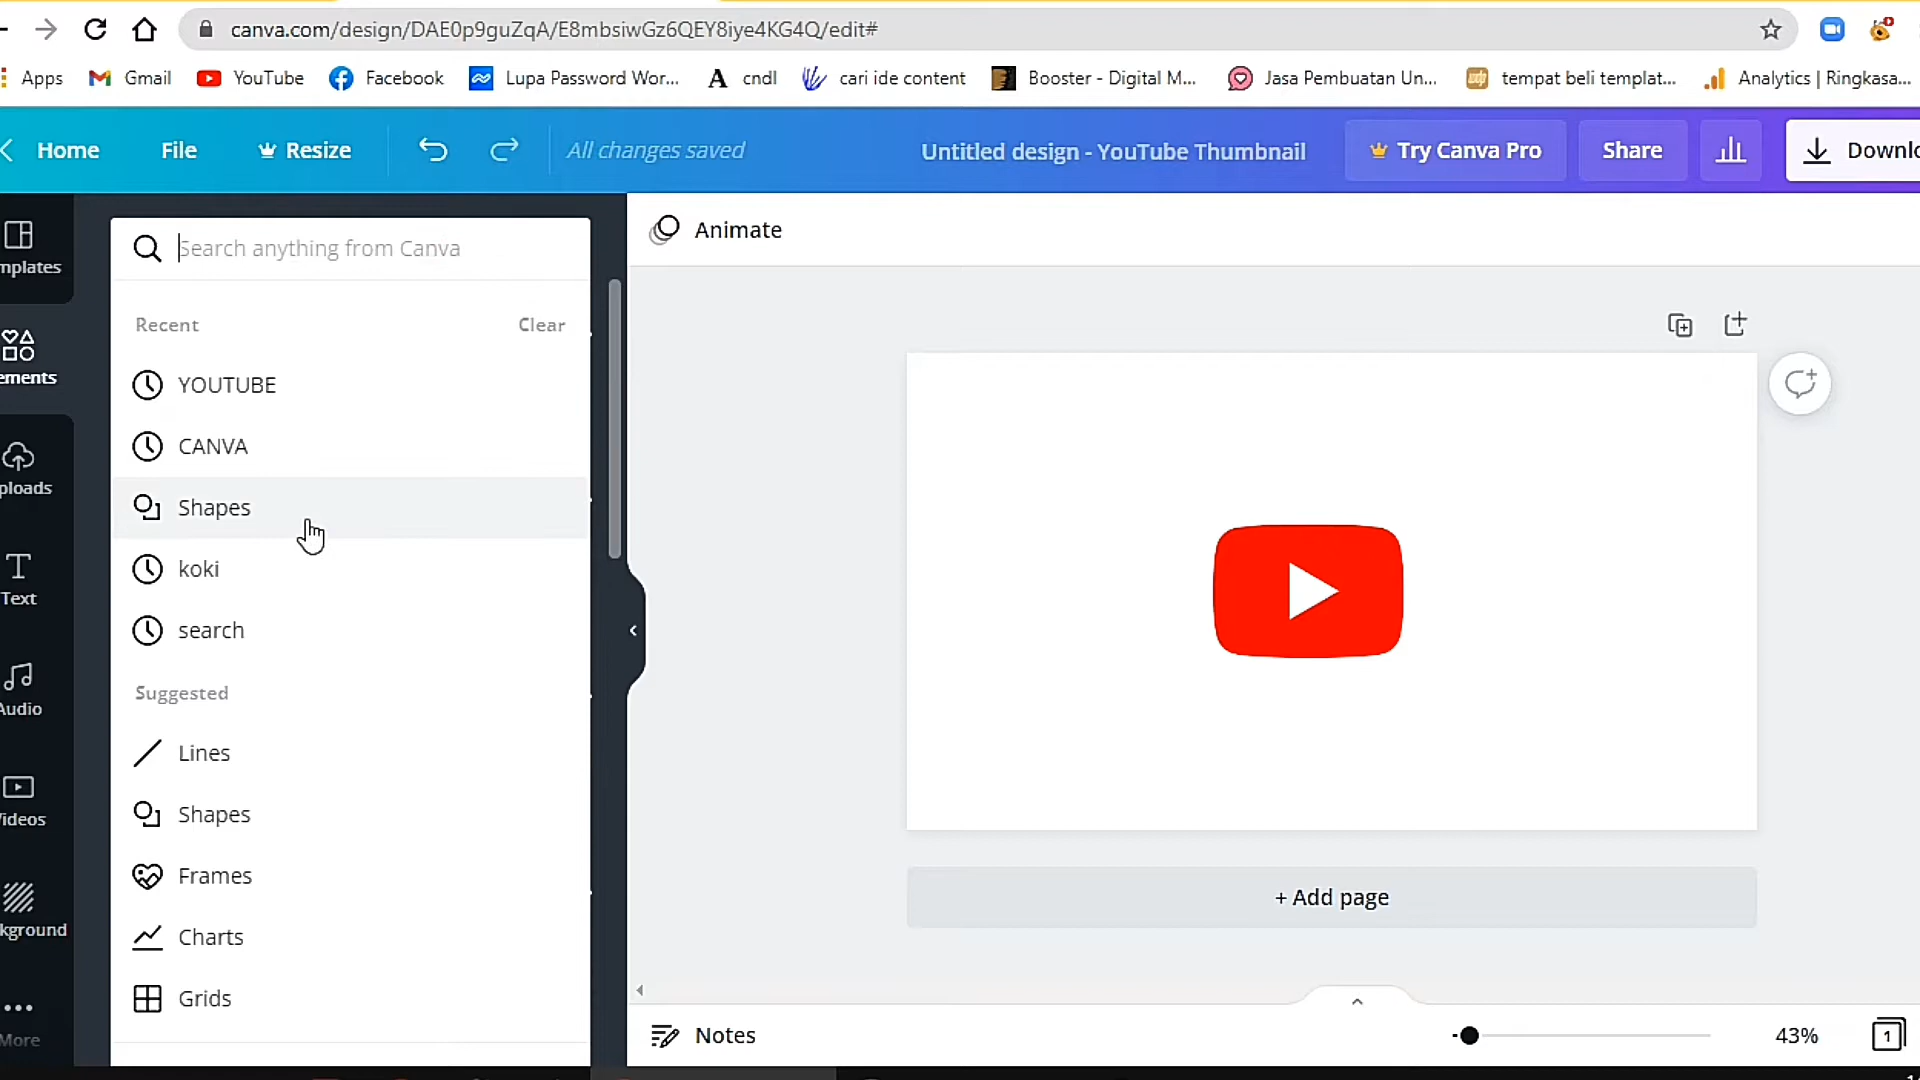 canva.com/design/DAE0p9guZqA/E8mbsiwGz6QEY8iye4KG4Q/edit#
Apps Gmail YouTube Facebook Lupa Password Wor... cndl cari ide content Booster - Digital M... Jasa Pembuatan Un... tempat beli templat... Analytics | Ringkasa...
Home File Resize All changes saved Untitled design - YouTube Thumbnail Try Canva Pro Share Downlo
mplates
ements
ploads
Text
Audio
Videos
kground
More
Search anything from Canva
Recent Clear
YOUTUBE
CANVA
Shapes
koki
search
Suggested
Lines
Shapes
Frames
Charts
Grids
Animate
+ Add page
Notes 43% 1